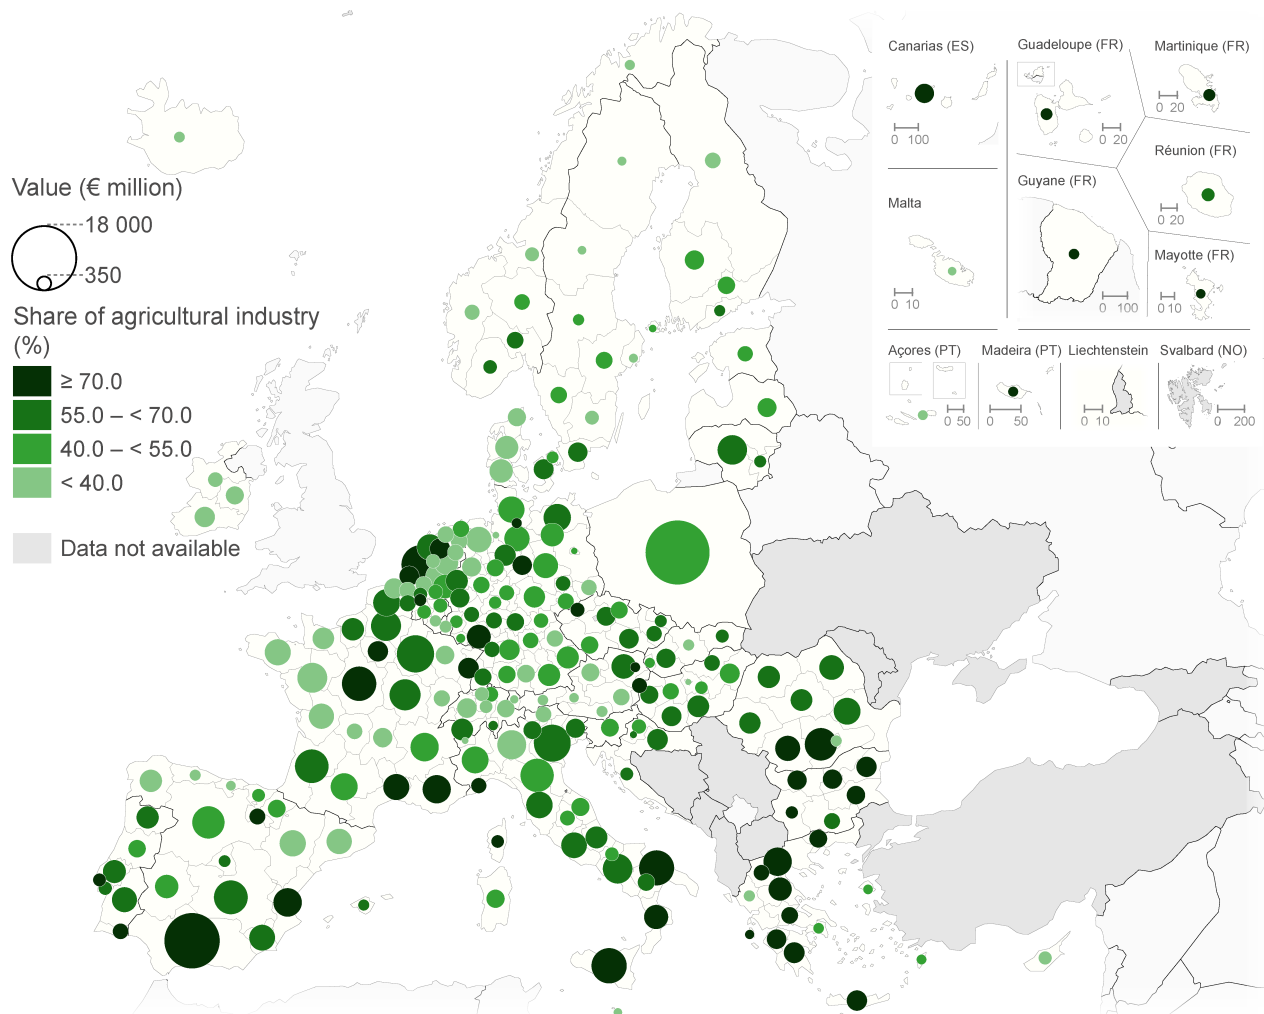 Value (€ million)
18 000
350
Share of agricultural industry
(%)
≥ 70.0
55.0 – < 70.0
40.0 – < 55.0
< 40.0
Data not available
Canarias (ES)
0 100
Guadeloupe (FR)
0 20
Martinique (FR)
0 20
Réunion (FR)
0 20
Malta
0 10
Guyane (FR)
0 100
Mayotte (FR)
0 10
Açores (PT)
0 50
Madeira (PT)
0 50
Liechtenstein
0 10
Svalbard (NO)
0 200